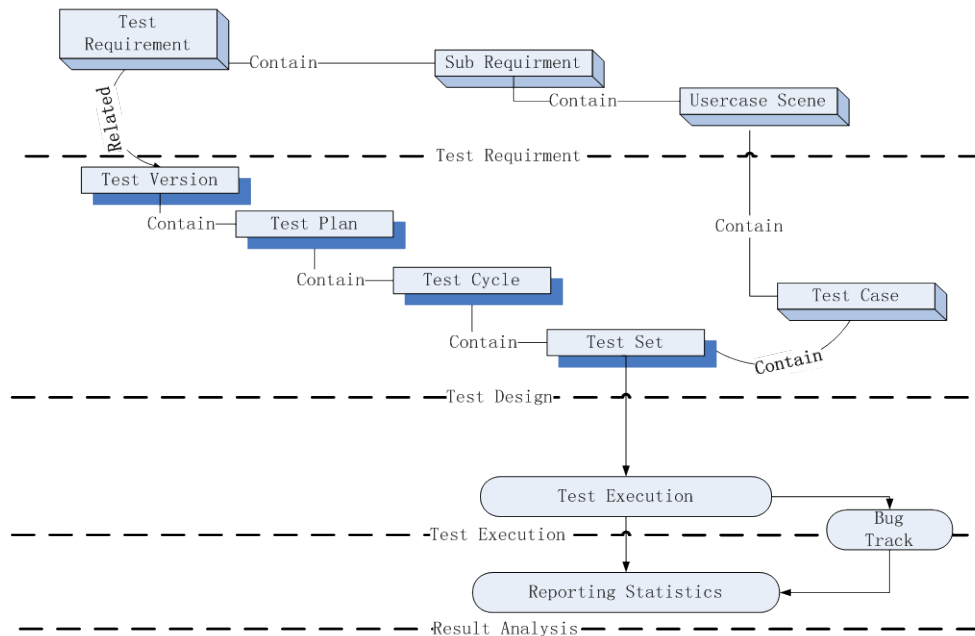 Test
Requirement
Contain
Sub Requirment
Contain
Usercase Scene
Related
Test Requirment
Test Version
Contain
Test Plan
Contain
Contain
Test Cycle
Test Case
Contain
Test Set
Contain
Test Design
Test Execution
Bug
Track
Test Execution
Reporting Statistics
Result Analysis